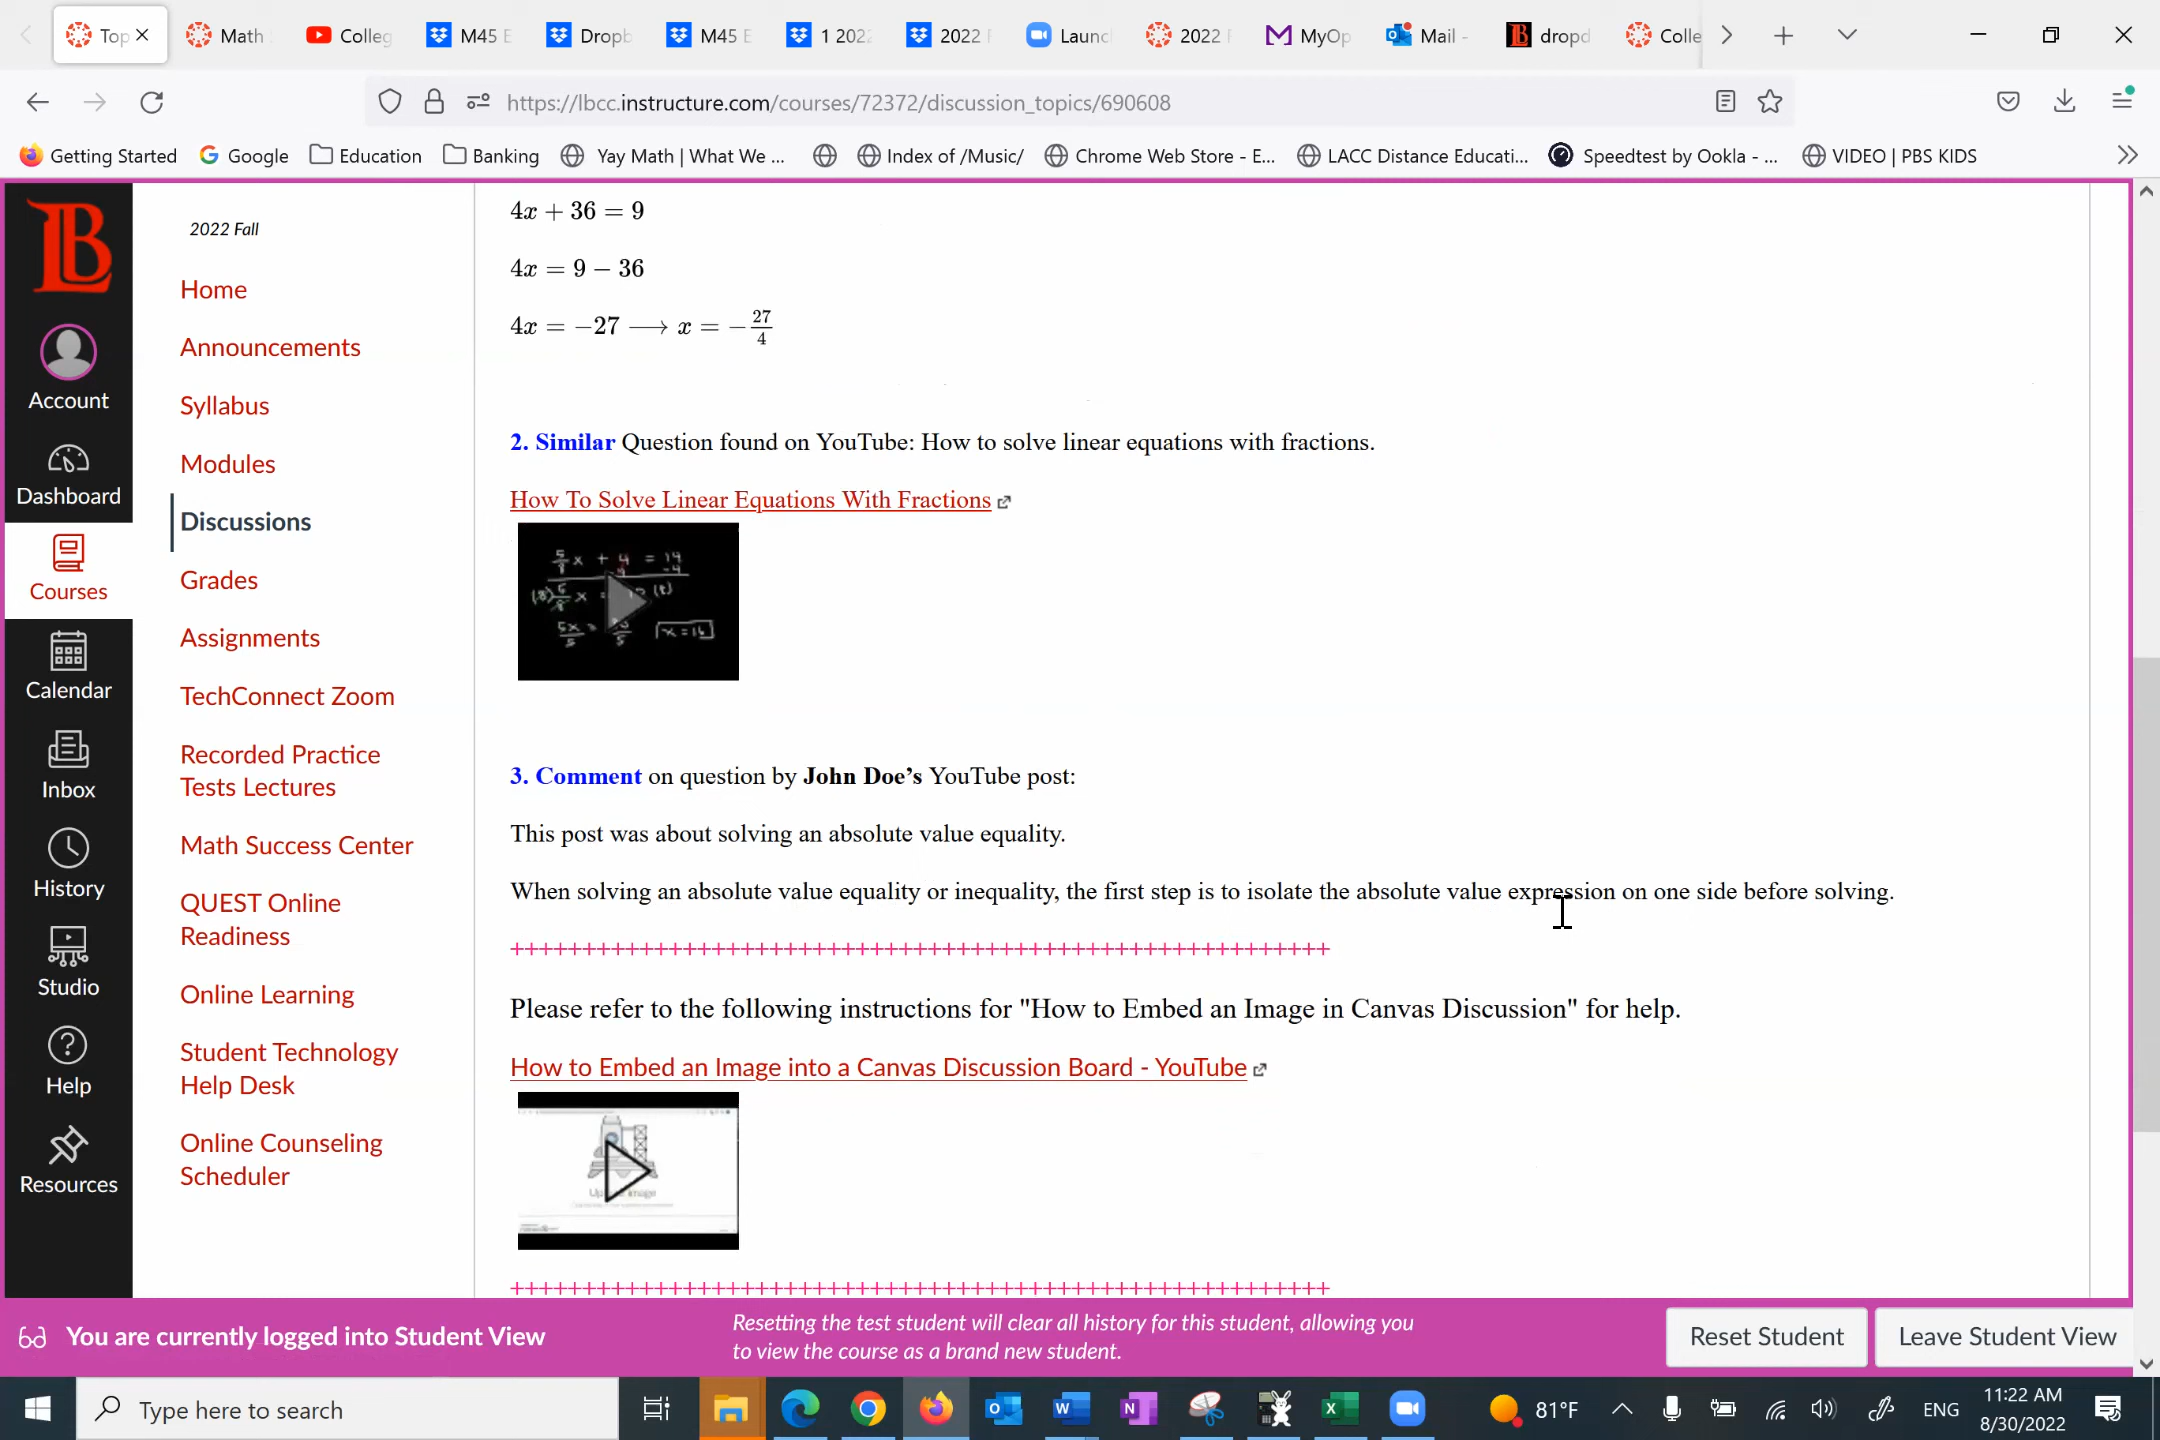 Top
Math
Colleg
M45 E
Dropb
M45 E
1 202
2022 F
Launc
2022 F
MyOp
Mail -
dropd
Colle
https://lbcc.instructure.com/courses/72372/discussion_topics/690608
Getting Started
Google
Education
Banking
Yay Math | What We ...
Index of /Music/
Chrome Web Store - E...
LACC Distance Educati...
Speedtest by Ookla - ...
VIDEO | PBS KIDS
LB
Account
Dashboard
Courses
Calendar
Inbox
History
Studio
Help
Resources
2022 Fall
Home
Announcements
Syllabus
Modules
Discussions
Grades
Assignments
TechConnect Zoom
Recorded Practice
Tests Lectures
Math Success Center
QUEST Online
Readiness
Online Learning
Student Technology
Help Desk
Online Counseling
Scheduler
4x + 36 = 9
4x = 9 − 36
4x = −27 ⟶ x = −27/4
2. Similar Question found on YouTube: How to solve linear equations with fractions.
How To Solve Linear Equations With Fractions
5/8 x + 4 = 14
x = 16
3. Comment on question by John Doe’s YouTube post:
This post was about solving an absolute value equality.
When solving an absolute value equality or inequality, the first step is to isolate the absolute value expression on one side before solving.
+++++++++++++++++++++++++++++++++++++++++++++++++++++++++
Please refer to the following instructions for "How to Embed an Image in Canvas Discussion" for help.
How to Embed an Image into a Canvas Discussion Board - YouTube
+++++++++++++++++++++++++++++++++++++++++++++++++++++++++
You are currently logged into Student View
Resetting the test student will clear all history for this student, allowing you
to view the course as a brand new student.
Reset Student
Leave Student View
Type here to search
81°F
ENG
11:22 AM
8/30/2022